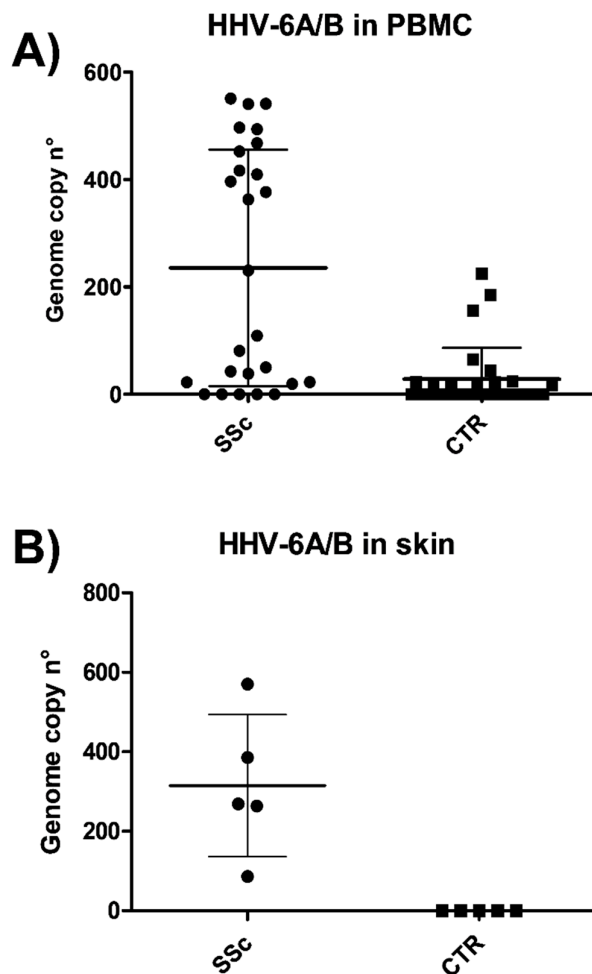 HHV-6A/B in PBMC
A)
Genome copy n°
600
400
200
0
SSc
CTR
HHV-6A/B in skin
B)
Genome copy n°
800
600
400
200
0
SSc
CTR